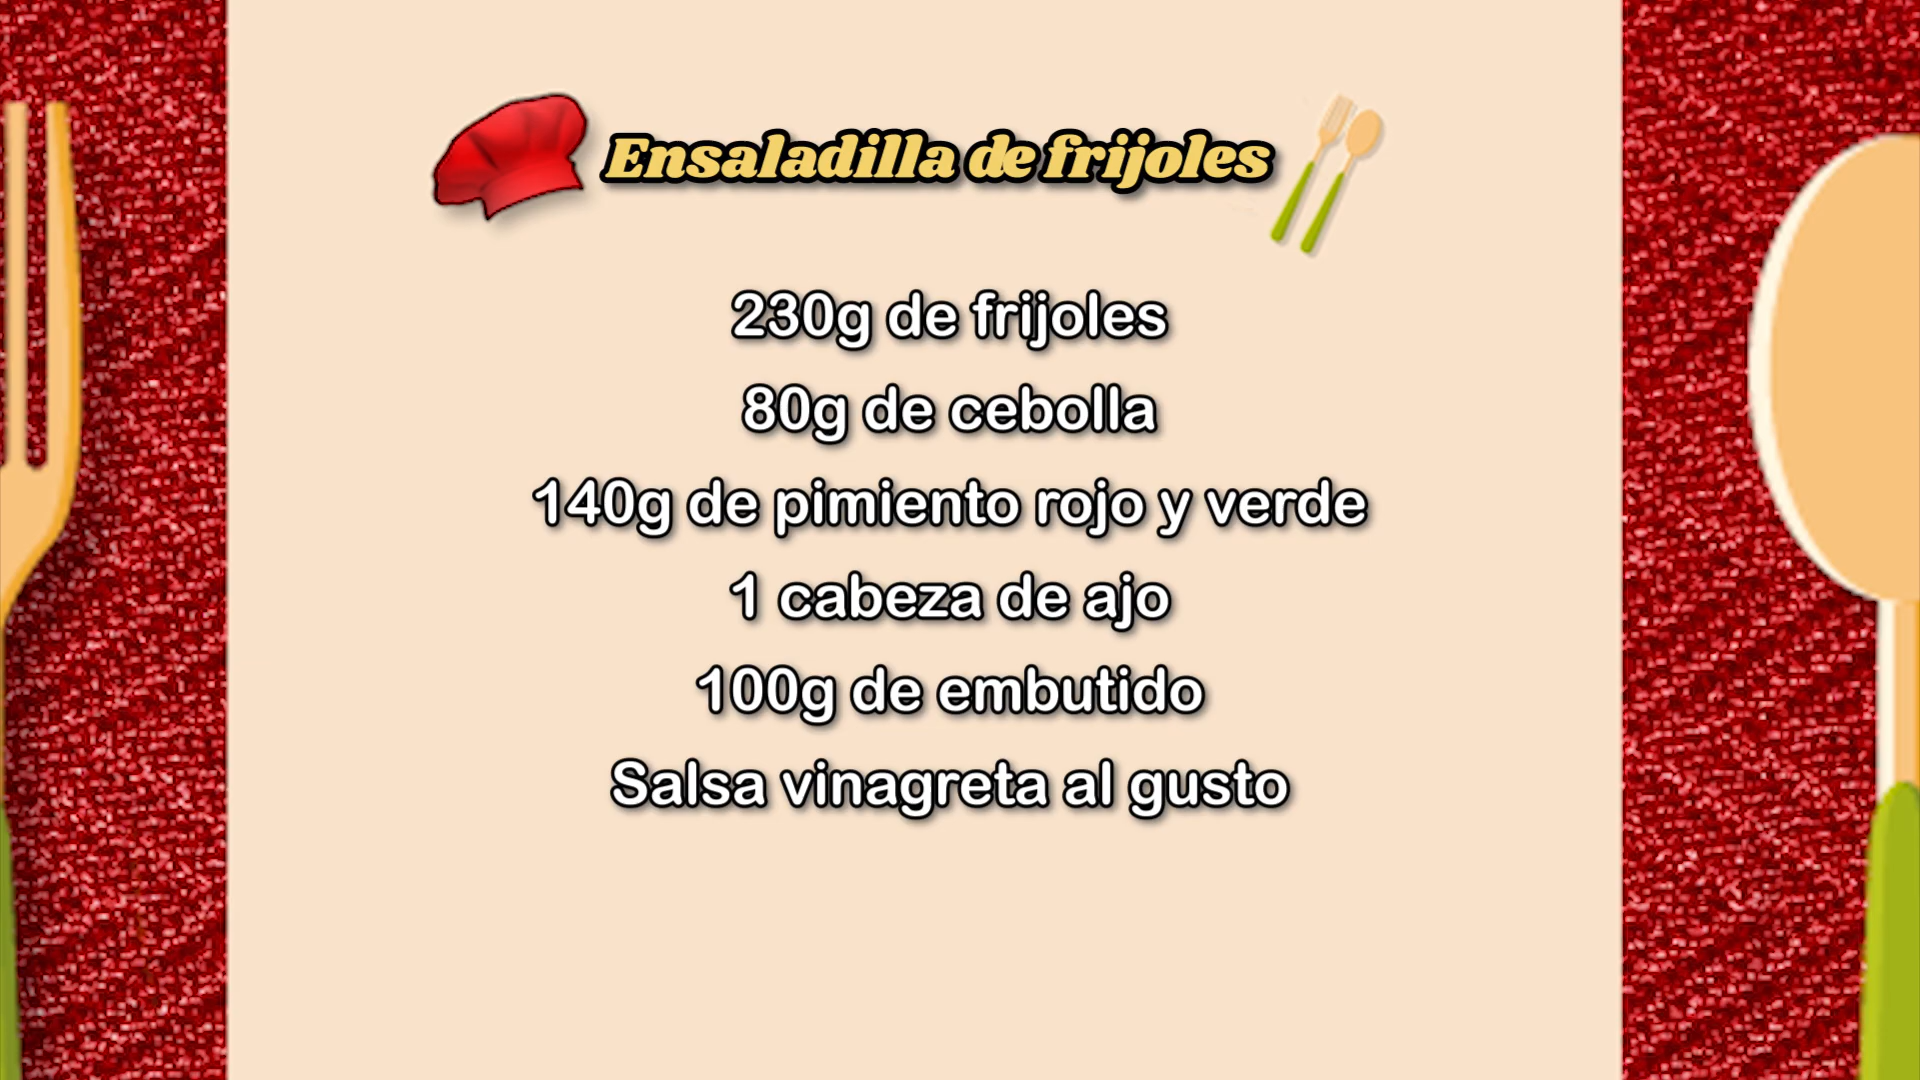 Ensaladilla de frijoles
230g de frijoles
80g de cebolla
140g de pimiento rojo y verde
1 cabeza de ajo
100g de embutido
Salsa vinagreta al gusto